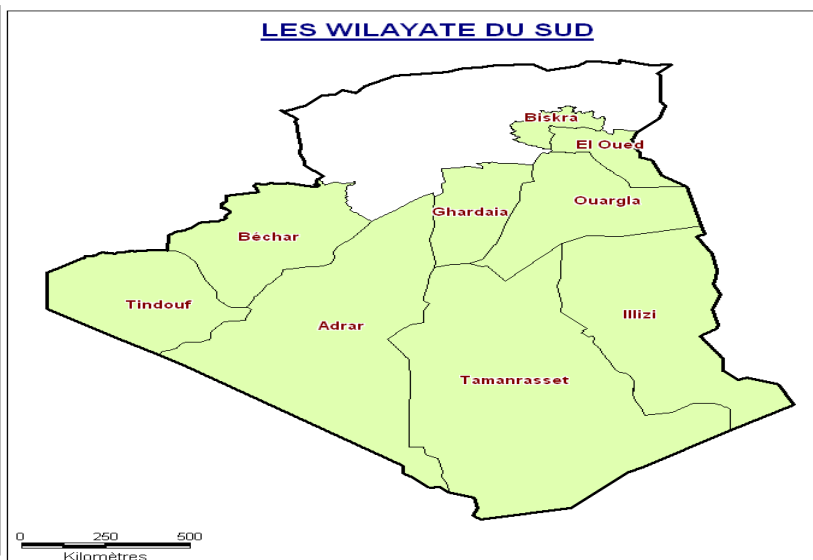 LES WILAYATE DU SUD
Biskra
El Oued
Ouargla
Ghardaia
Béchar
Tindouf
Adrar
Illizi
Tamanrasset
0 250 500
Kilomètres